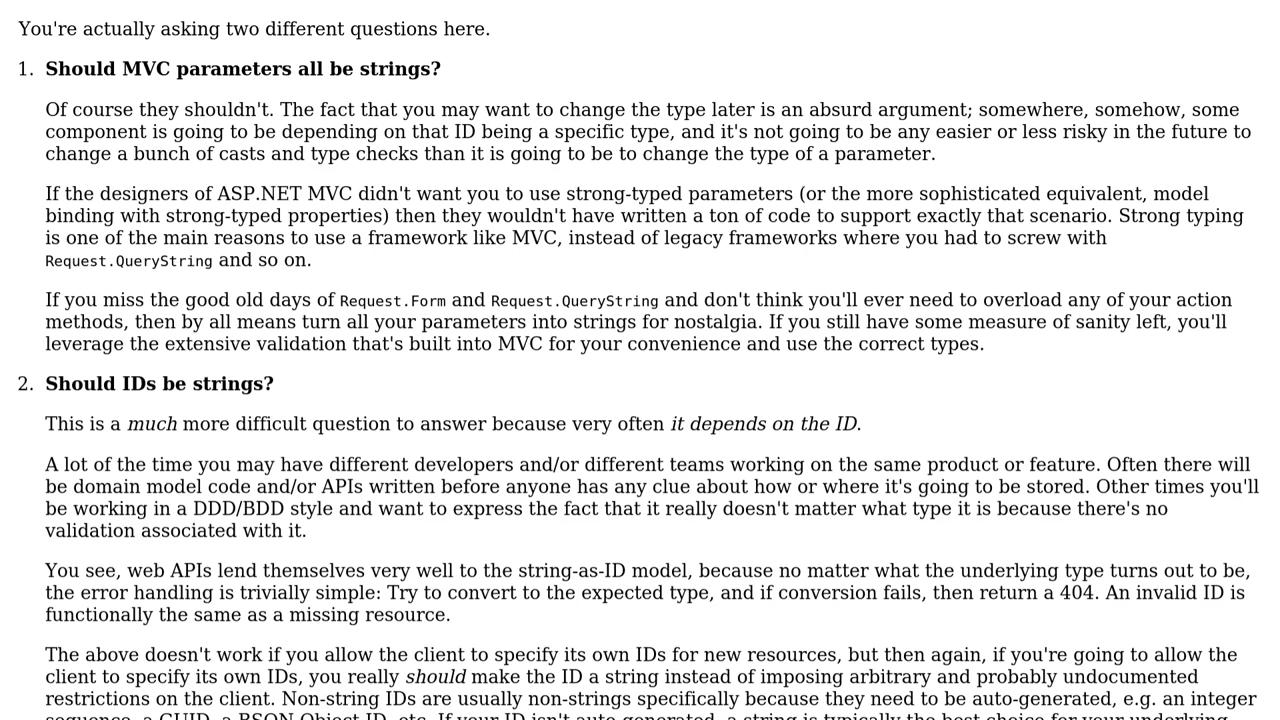 You're actually asking two different questions here.
1. Should MVC parameters all be strings?
Of course they shouldn't. The fact that you may want to change the type later is an absurd argument; somewhere, somehow, some
component is going to be depending on that ID being a specific type, and it's not going to be any easier or less risky in the future to
change a bunch of casts and type checks than it is going to be to change the type of a parameter.
If the designers of ASP.NET MVC didn't want you to use strong-typed parameters (or the more sophisticated equivalent, model
binding with strong-typed properties) then they wouldn't have written a ton of code to support exactly that scenario. Strong typing
is one of the main reasons to use a framework like MVC, instead of legacy frameworks where you had to screw with
Request.QueryString and so on.
If you miss the good old days of Request.Form and Request.QueryString and don't think you'll ever need to overload any of your action
methods, then by all means turn all your parameters into strings for nostalgia. If you still have some measure of sanity left, you'll
leverage the extensive validation that's built into MVC for your convenience and use the correct types.
2. Should IDs be strings?
This is a much more difficult question to answer because very often it depends on the ID.
A lot of the time you may have different developers and/or different teams working on the same product or feature. Often there will
be domain model code and/or APIs written before anyone has any clue about how or where it's going to be stored. Other times you'll
be working in a DDD/BDD style and want to express the fact that it really doesn't matter what type it is because there's no
validation associated with it.
You see, web APIs lend themselves very well to the string-as-ID model, because no matter what the underlying type turns out to be,
the error handling is trivially simple: Try to convert to the expected type, and if conversion fails, then return a 404. An invalid ID is
functionally the same as a missing resource.
The above doesn't work if you allow the client to specify its own IDs for new resources, but then again, if you're going to allow the
client to specify its own IDs, you really should make the ID a string instead of imposing arbitrary and probably undocumented
restrictions on the client. Non-string IDs are usually non-strings specifically because they need to be auto-generated, e.g. an integer
sequence, a GUID, a BSON Object ID, etc. If your ID isn't auto-generated, a string is typically the best choice for your underlying